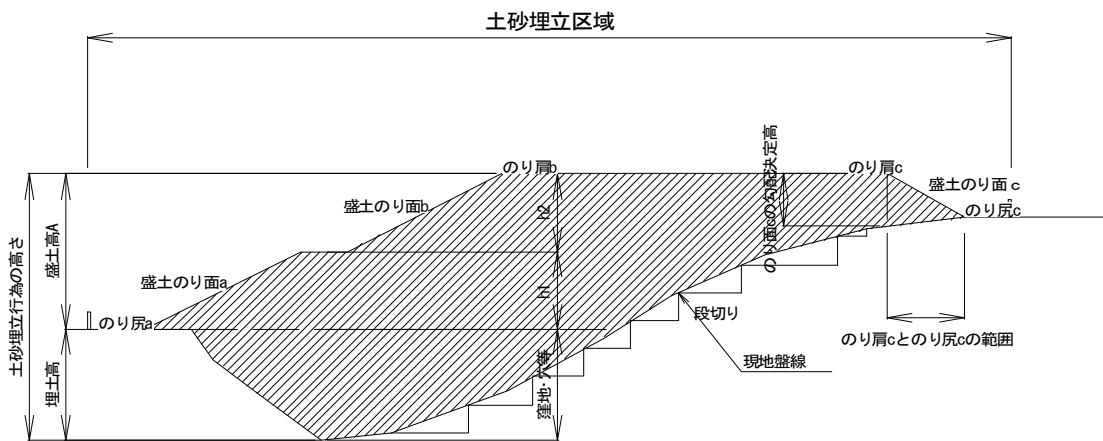 土砂埋立区域
のり肩b
のり肩c
盛土のり面b
盛土のり面c
のり尻c
のり面cの勾配決定高
h2
盛土高A
土砂埋立行為の高さ
盛土のり面a
h1
のり尻a
段切り
のり肩cとのり尻cの範囲
現地盤線
埋土高
窪地・穴等